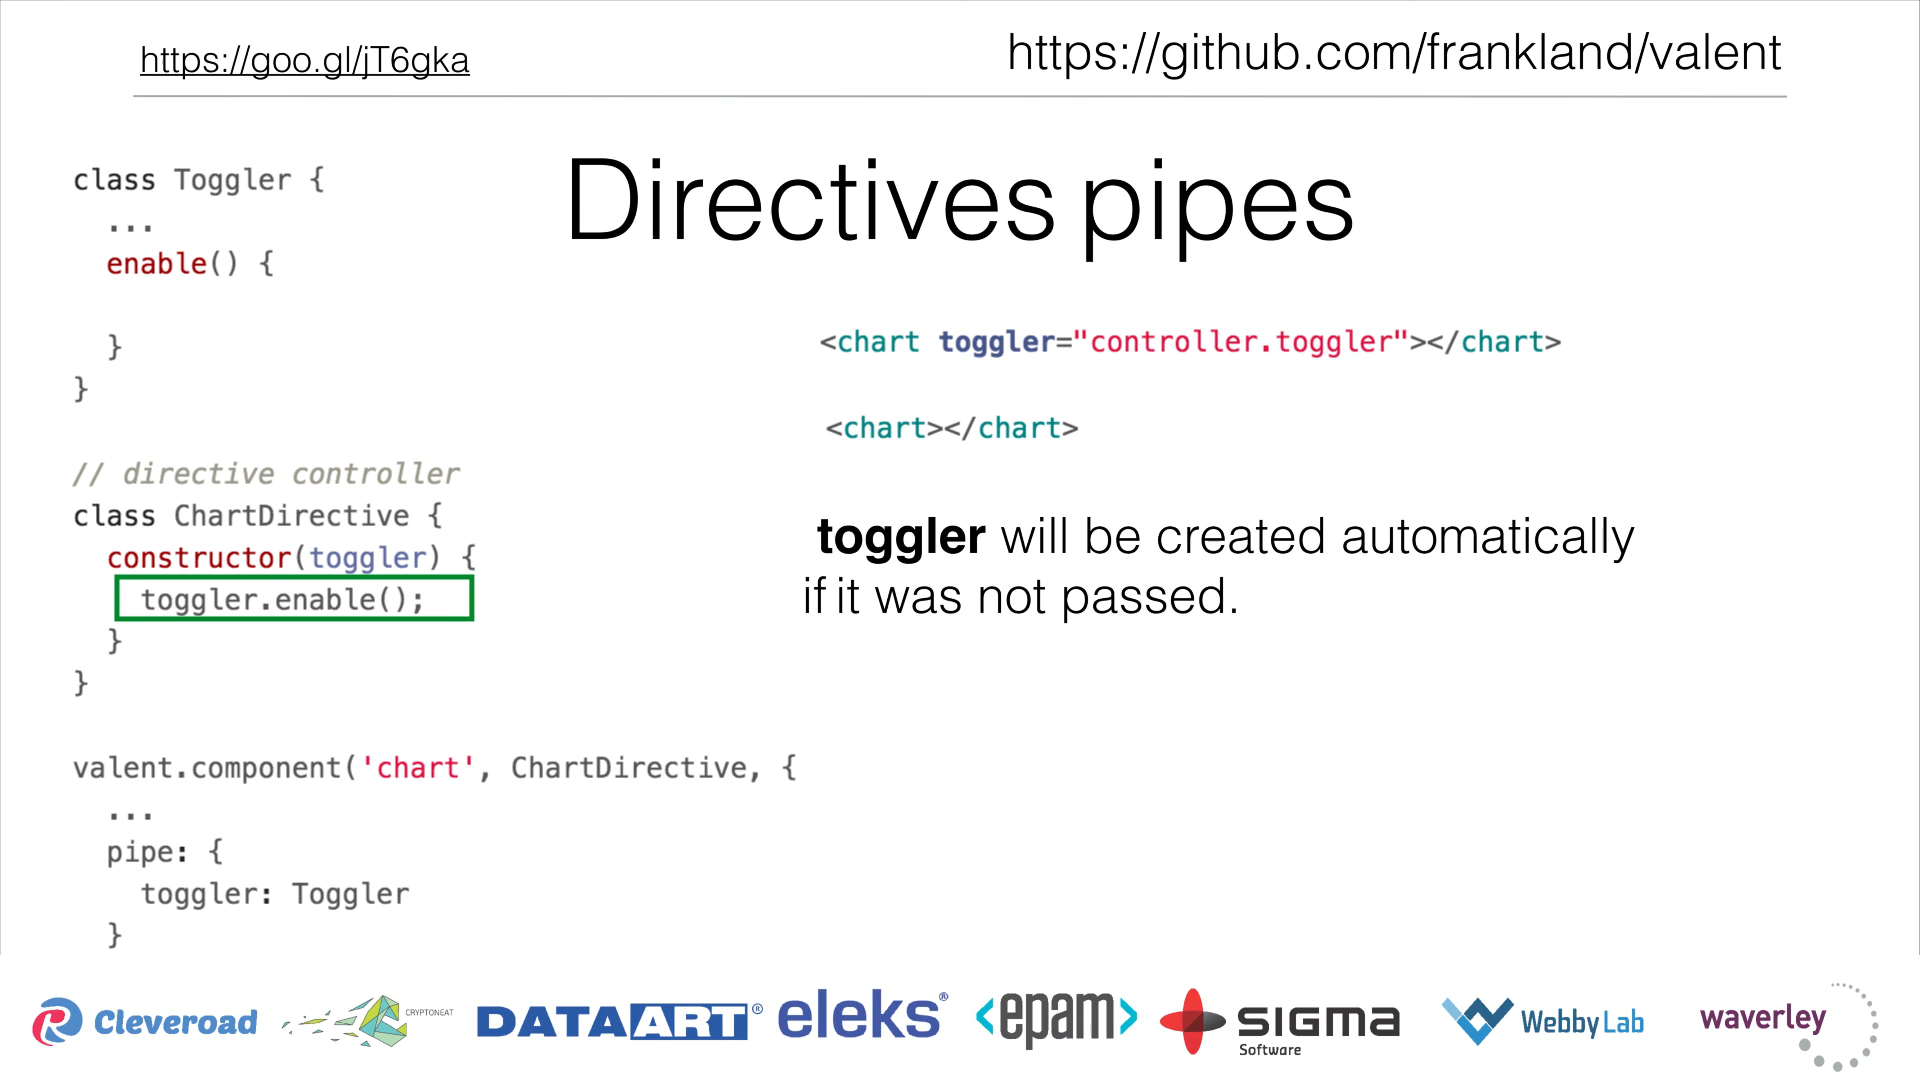 https://goo.gl/jT6gka
https://github.com/frankland/valent
Directives pipes
class Toggler {
...
enable() {
}
}
// directive controller
class ChartDirective {
constructor(toggler) {
toggler.enable();
}
}
valent.component('chart', ChartDirective, {
...
pipe: {
toggler: Toggler
}
<chart toggler="controller.toggler"></chart>
<chart></chart>
toggler will be created automatically
if it was not passed.
Cleveroad
CRYPTONEAT
DATAART®
eleks®
<epam>
SIGMA
Software
WebbyLab
waverley